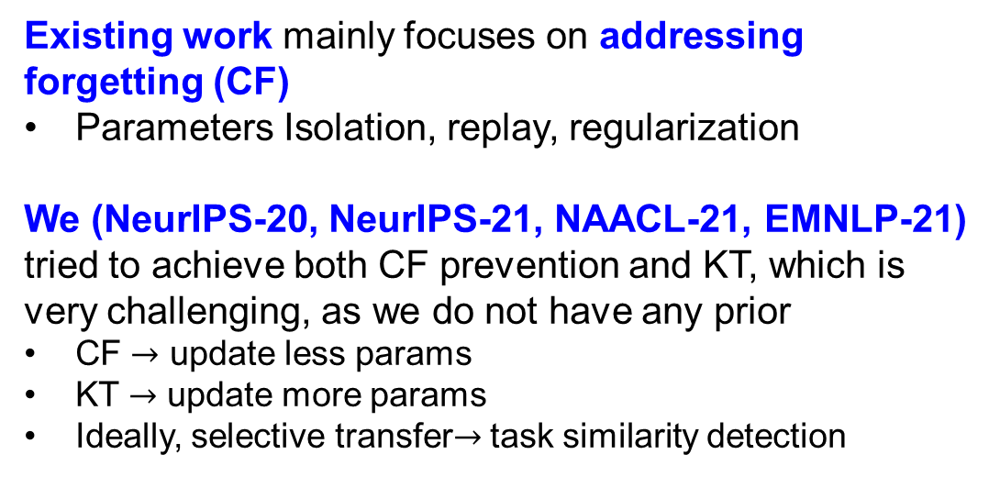 Existing work mainly focuses on addressing
forgetting (CF)
• Parameters Isolation, replay, regularization
We (NeurIPS-20, NeurIPS-21, NAACL-21, EMNLP-21)
tried to achieve both CF prevention and KT, which is
very challenging, as we do not have any prior
• CF → update less params
• KT → update more params
• Ideally, selective transfer→ task similarity detection